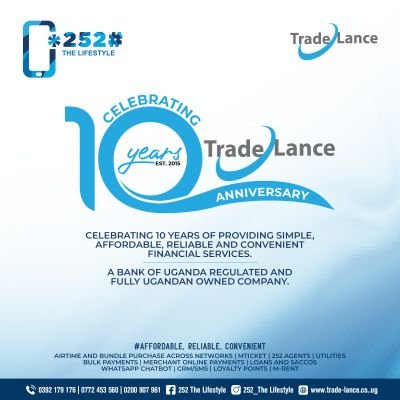 *252#
THE LIFESTYLE
Trade Lance
CELEBRATING
10
years
EST. 2015
Trade Lance
ANNIVERSARY
CELEBRATING 10 YEARS OF PROVIDING SIMPLE,
AFFORDABLE, RELIABLE AND CONVENIENT
FINANCIAL SERVICES.
A BANK OF UGANDA REGULATED AND
FULLY UGANDAN OWNED COMPANY.
#AFFORDABLE, RELIABLE, CONVENIENT
AIRTIME AND BUNDLE PURCHASE ACROSS NETWORKS | MTICKET | 252 AGENTS | UTILITIES
BULK PAYMENTS | MERCHANT ONLINE PAYMENTS | LOANS AND SACCOS
WHATSAPP CHATBOT | CRM/SMS | LOYALTY POINTS | M-RENT
0392 179 176 | 0772 453 560 | 0200 907 961 252 The Lifestyle 252_The Lifestyle www.trade-lance.co.ug